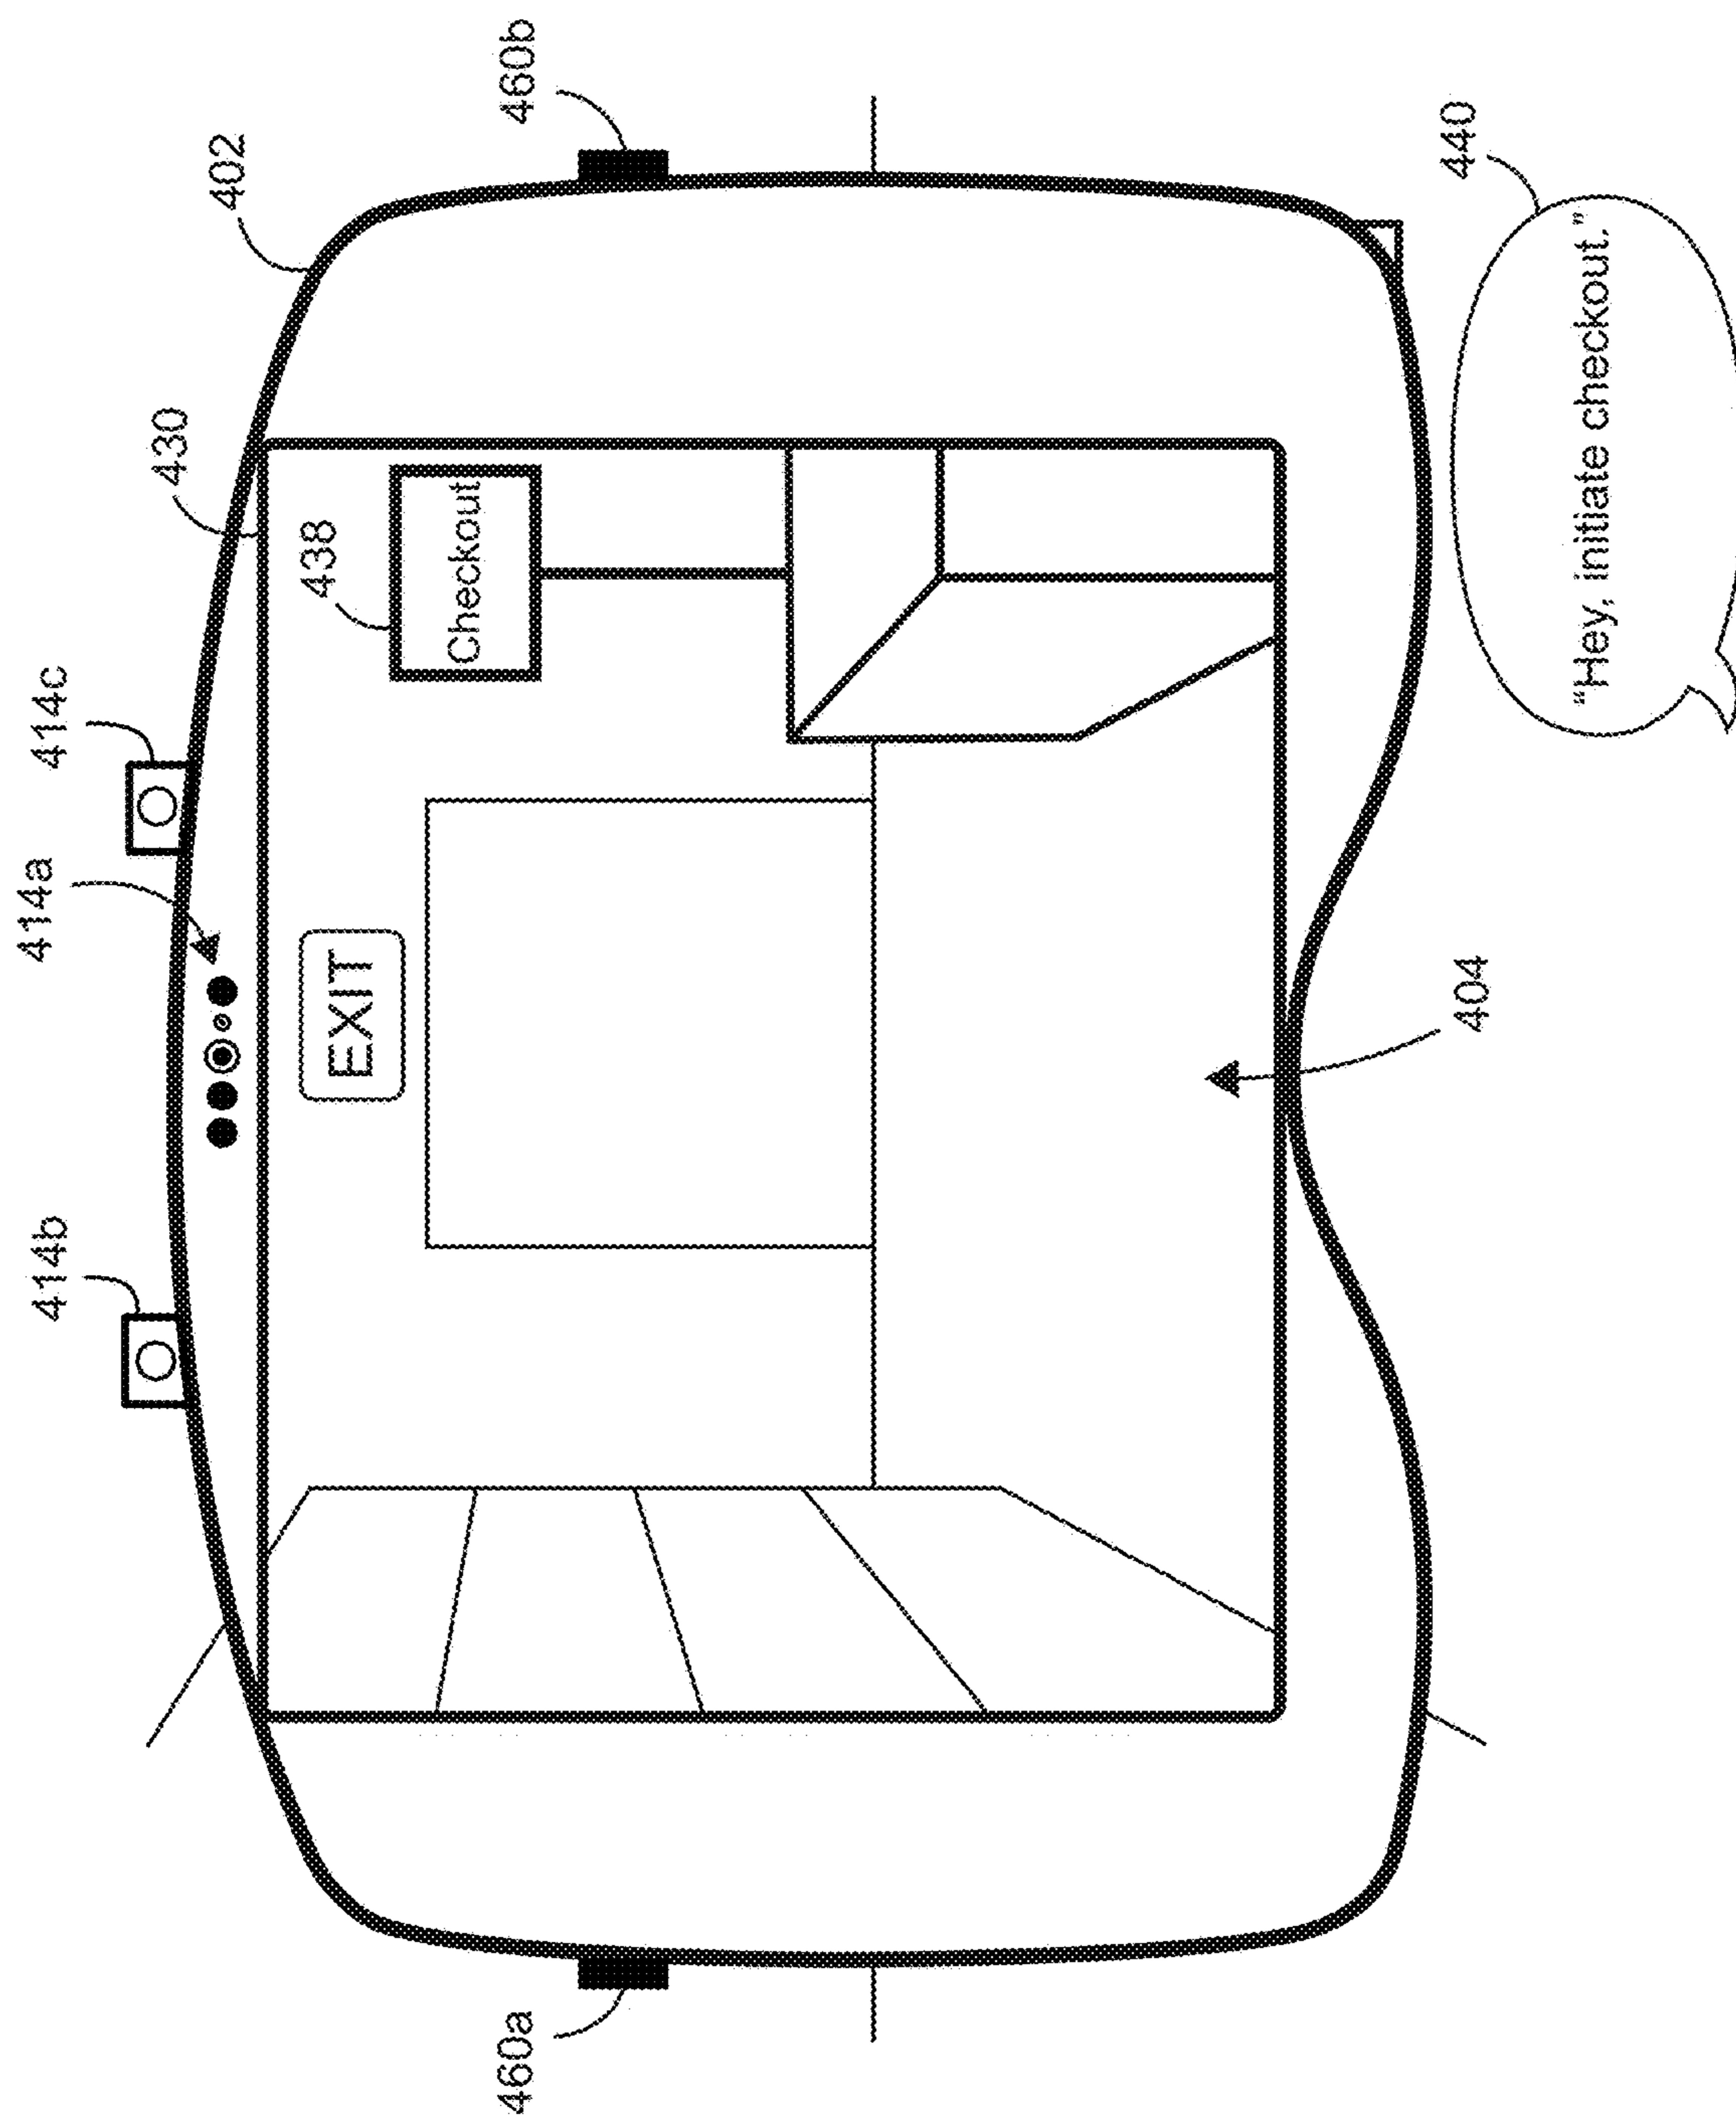 414b
414a
414c
430
402
460a
460b
EXIT
438
Checkout
404
440
“Hey, initiate checkout.”